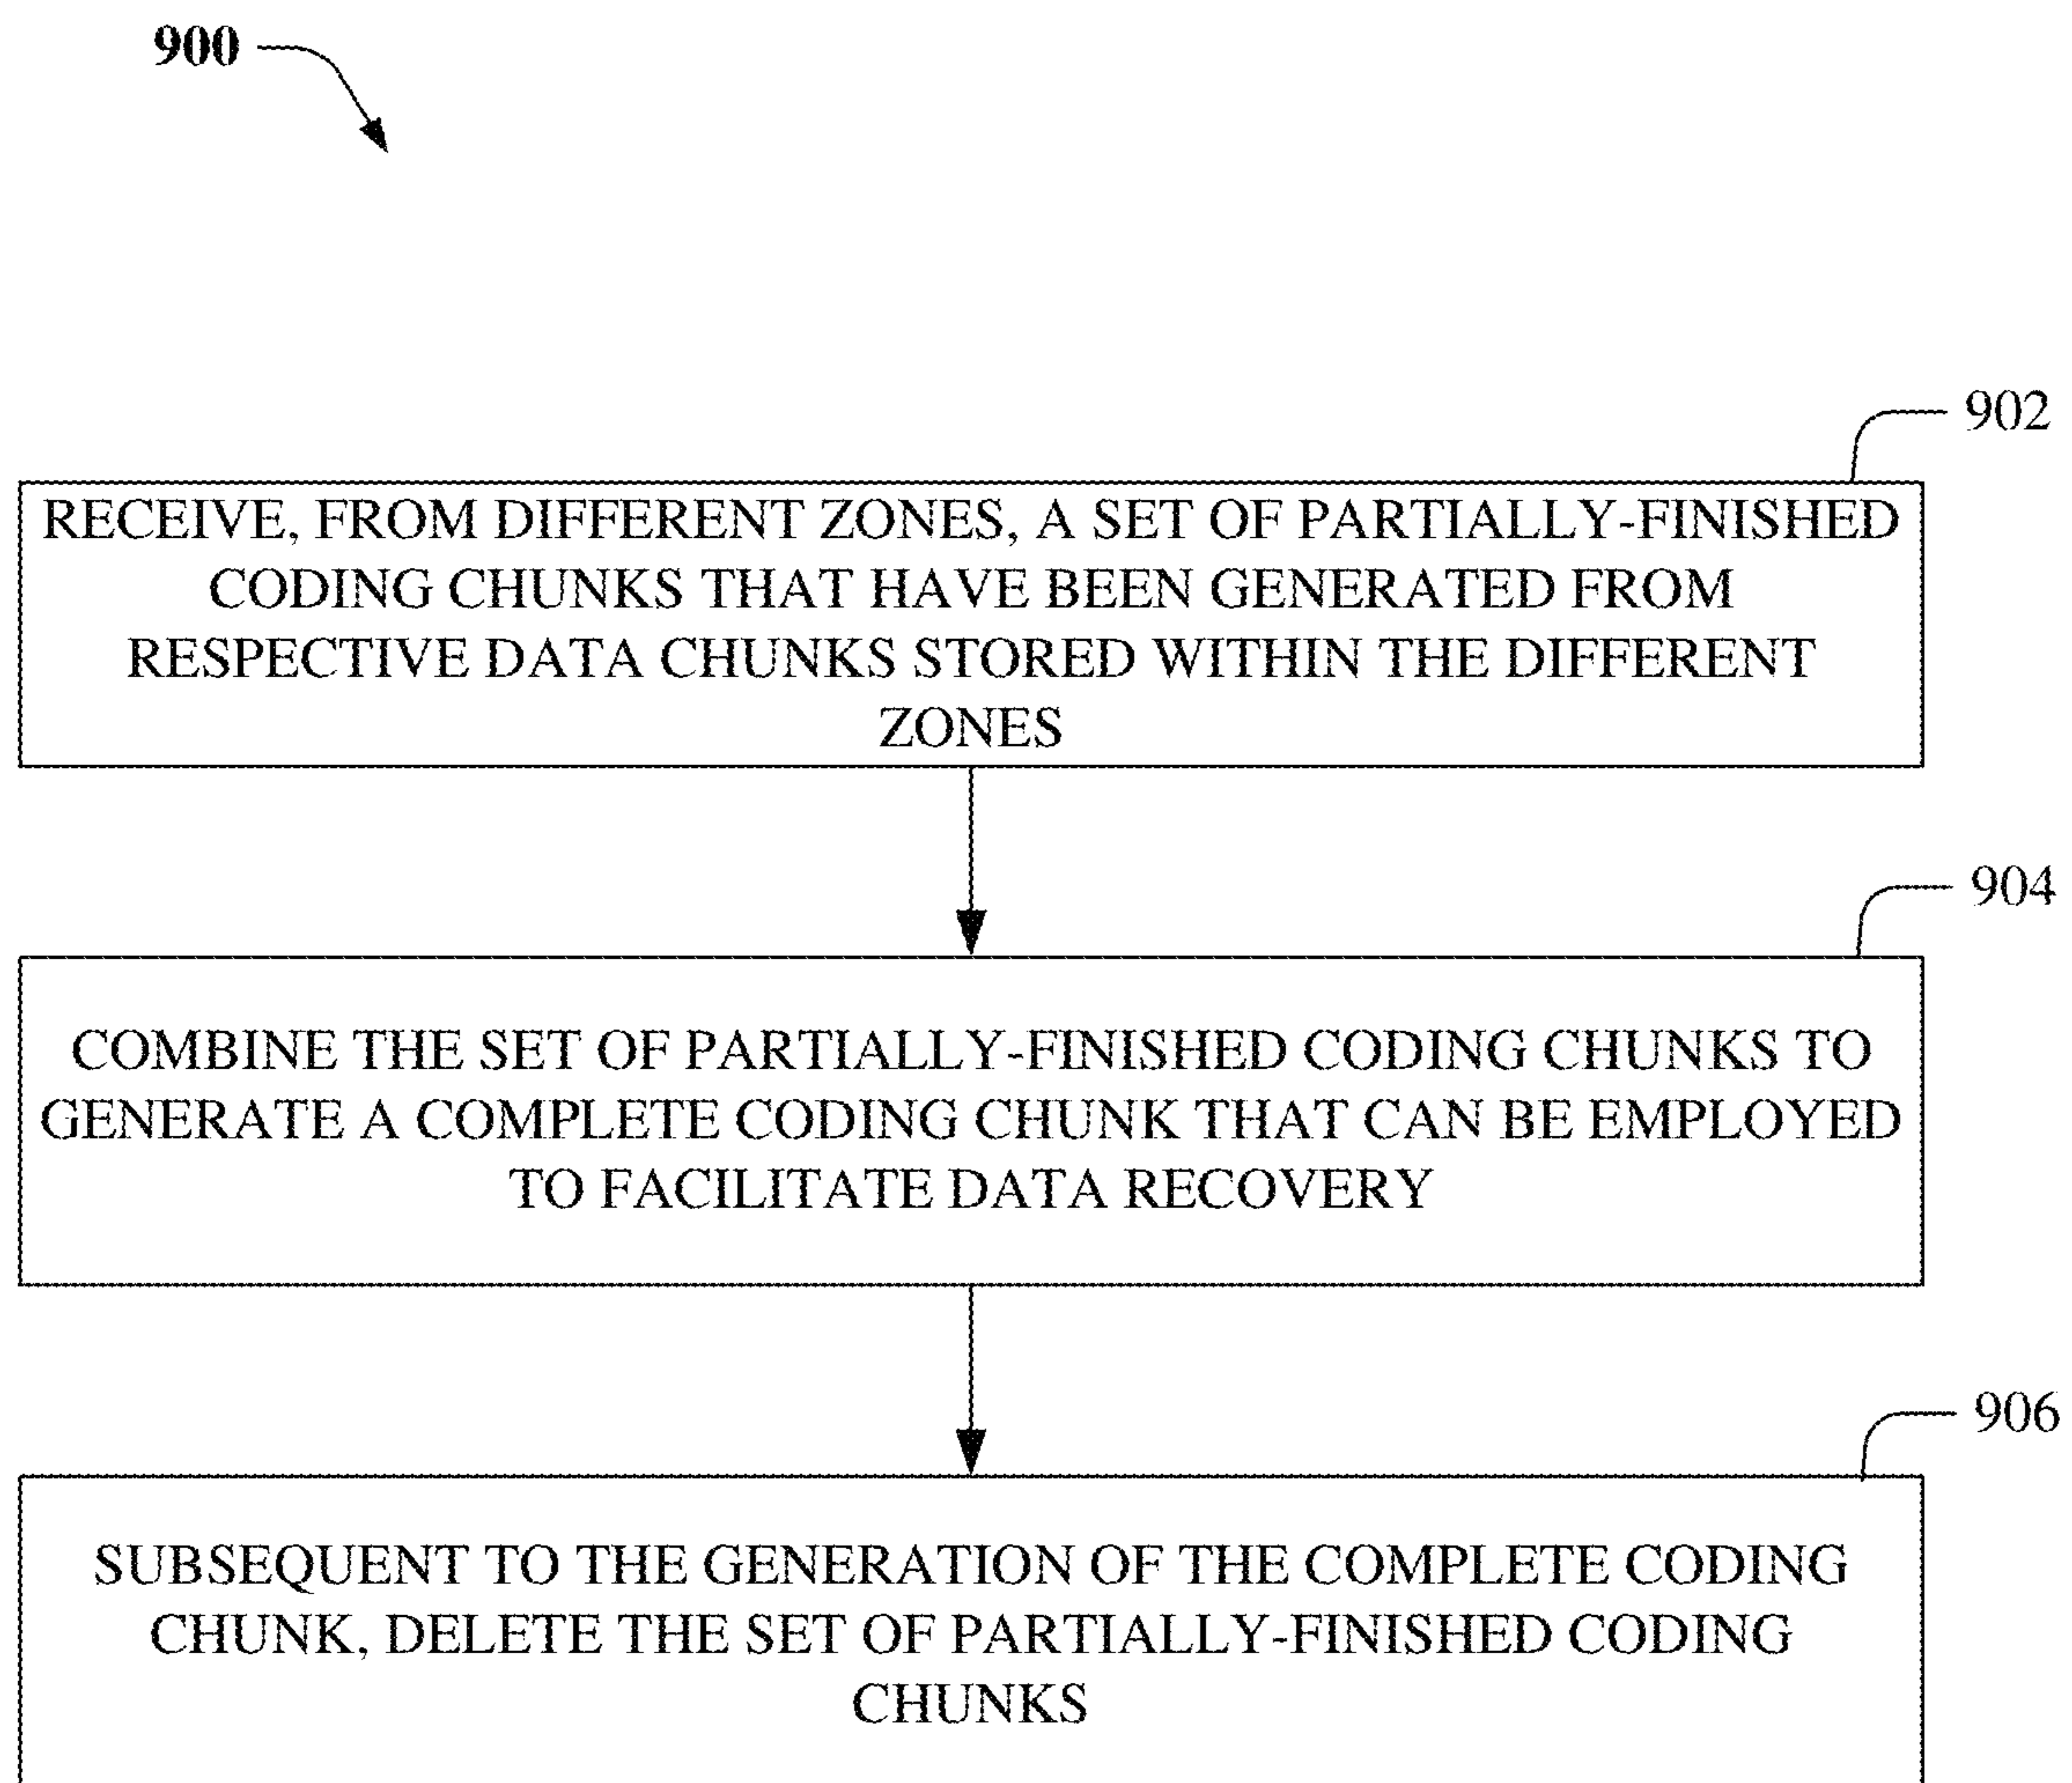 900
902
RECEIVE, FROM DIFFERENT ZONES, A SET OF PARTIALLY-FINISHED
CODING CHUNKS THAT HAVE BEEN GENERATED FROM
RESPECTIVE DATA CHUNKS STORED WITHIN THE DIFFERENT
ZONES
904
COMBINE THE SET OF PARTIALLY-FINISHED CODING CHUNKS TO
GENERATE A COMPLETE CODING CHUNK THAT CAN BE EMPLOYED
TO FACILITATE DATA RECOVERY
906
SUBSEQUENT TO THE GENERATION OF THE COMPLETE CODING
CHUNK, DELETE THE SET OF PARTIALLY-FINISHED CODING
CHUNKS